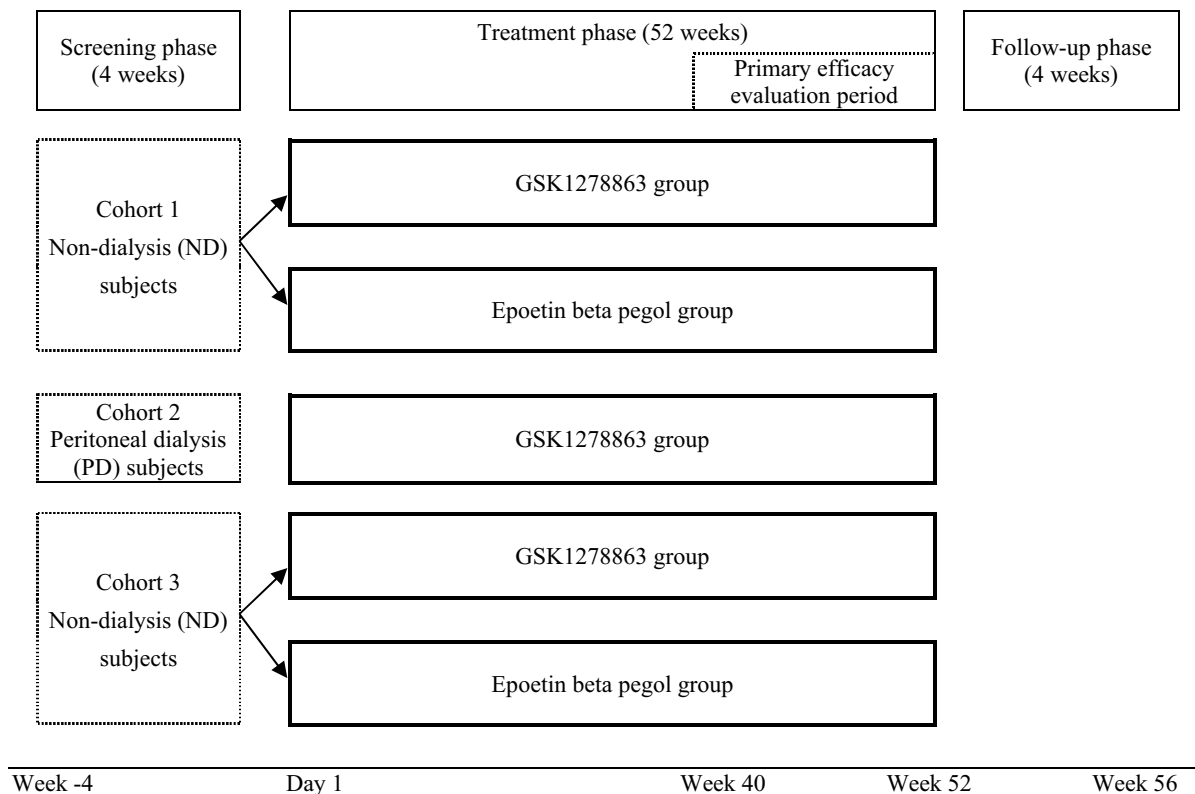 Screening phase
(4 weeks)
Treatment phase (52 weeks)
Primary efficacy
evaluation period
Follow-up phase
(4 weeks)
Cohort 1
Non-dialysis (ND)
subjects
GSK1278863 group
Epoetin beta pegol group
Cohort 2
Peritoneal dialysis
(PD) subjects
GSK1278863 group
Cohort 3
Non-dialysis (ND)
subjects
GSK1278863 group
Epoetin beta pegol group
Week -4 Day 1 Week 40 Week 52 Week 56